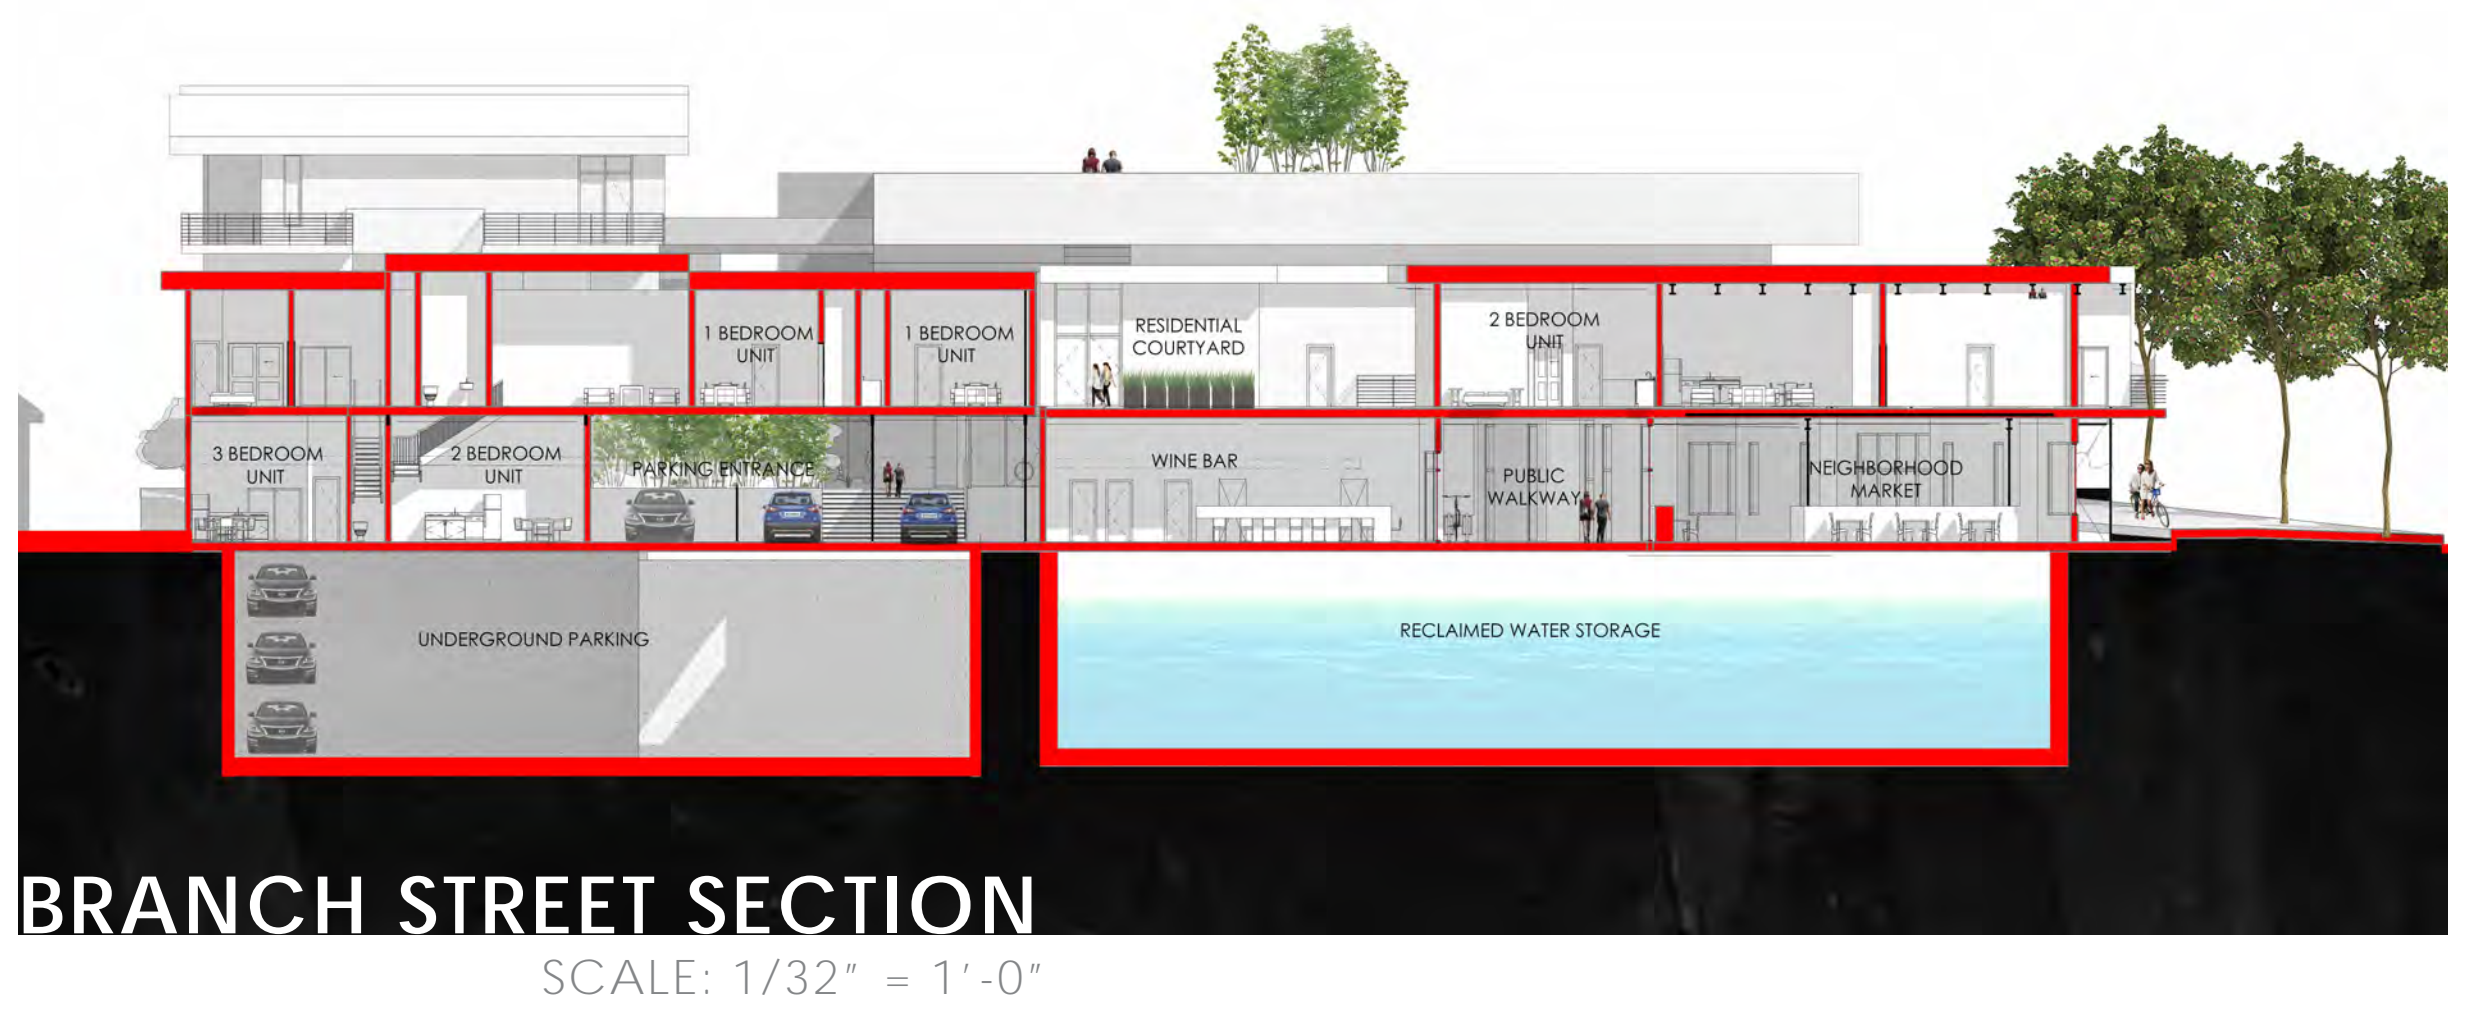 1 BEDROOM
UNIT
1 BEDROOM
UNIT
RESIDENTIAL
COURTYARD
2 BEDROOM
UNIT
3 BEDROOM
UNIT
2 BEDROOM
UNIT
PARKING ENTRANCE
WINE BAR
PUBLIC
WALKWAY
NEIGHBORHOOD
MARKET
UNDERGROUND PARKING
RECLAIMED WATER STORAGE
BRANCH STREET SECTION
SCALE: 1/32" = 1'-0"